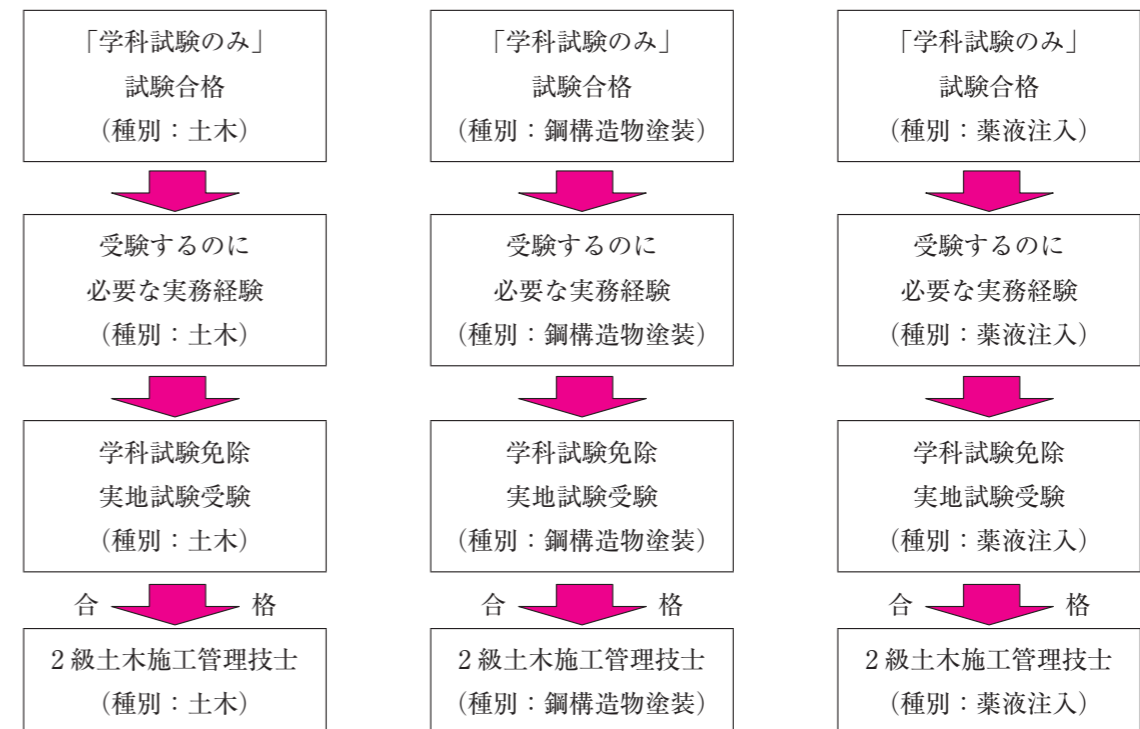 「学科試験のみ」
試験合格
（種別：土木）
受験するのに
必要な実務経験
（種別：土木）
学科試験免除
実地試験受験
（種別：土木）
合格
2級土木施工管理技士
（種別：土木）
「学科試験のみ」
試験合格
（種別：鋼構造物塗装）
受験するのに
必要な実務経験
（種別：鋼構造物塗装）
学科試験免除
実地試験受験
（種別：鋼構造物塗装）
合格
2級土木施工管理技士
（種別：鋼構造物塗装）
「学科試験のみ」
試験合格
（種別：薬液注入）
受験するのに
必要な実務経験
（種別：薬液注入）
学科試験免除
実地試験受験
（種別：薬液注入）
合格
2級土木施工管理技士
（種別：薬液注入）